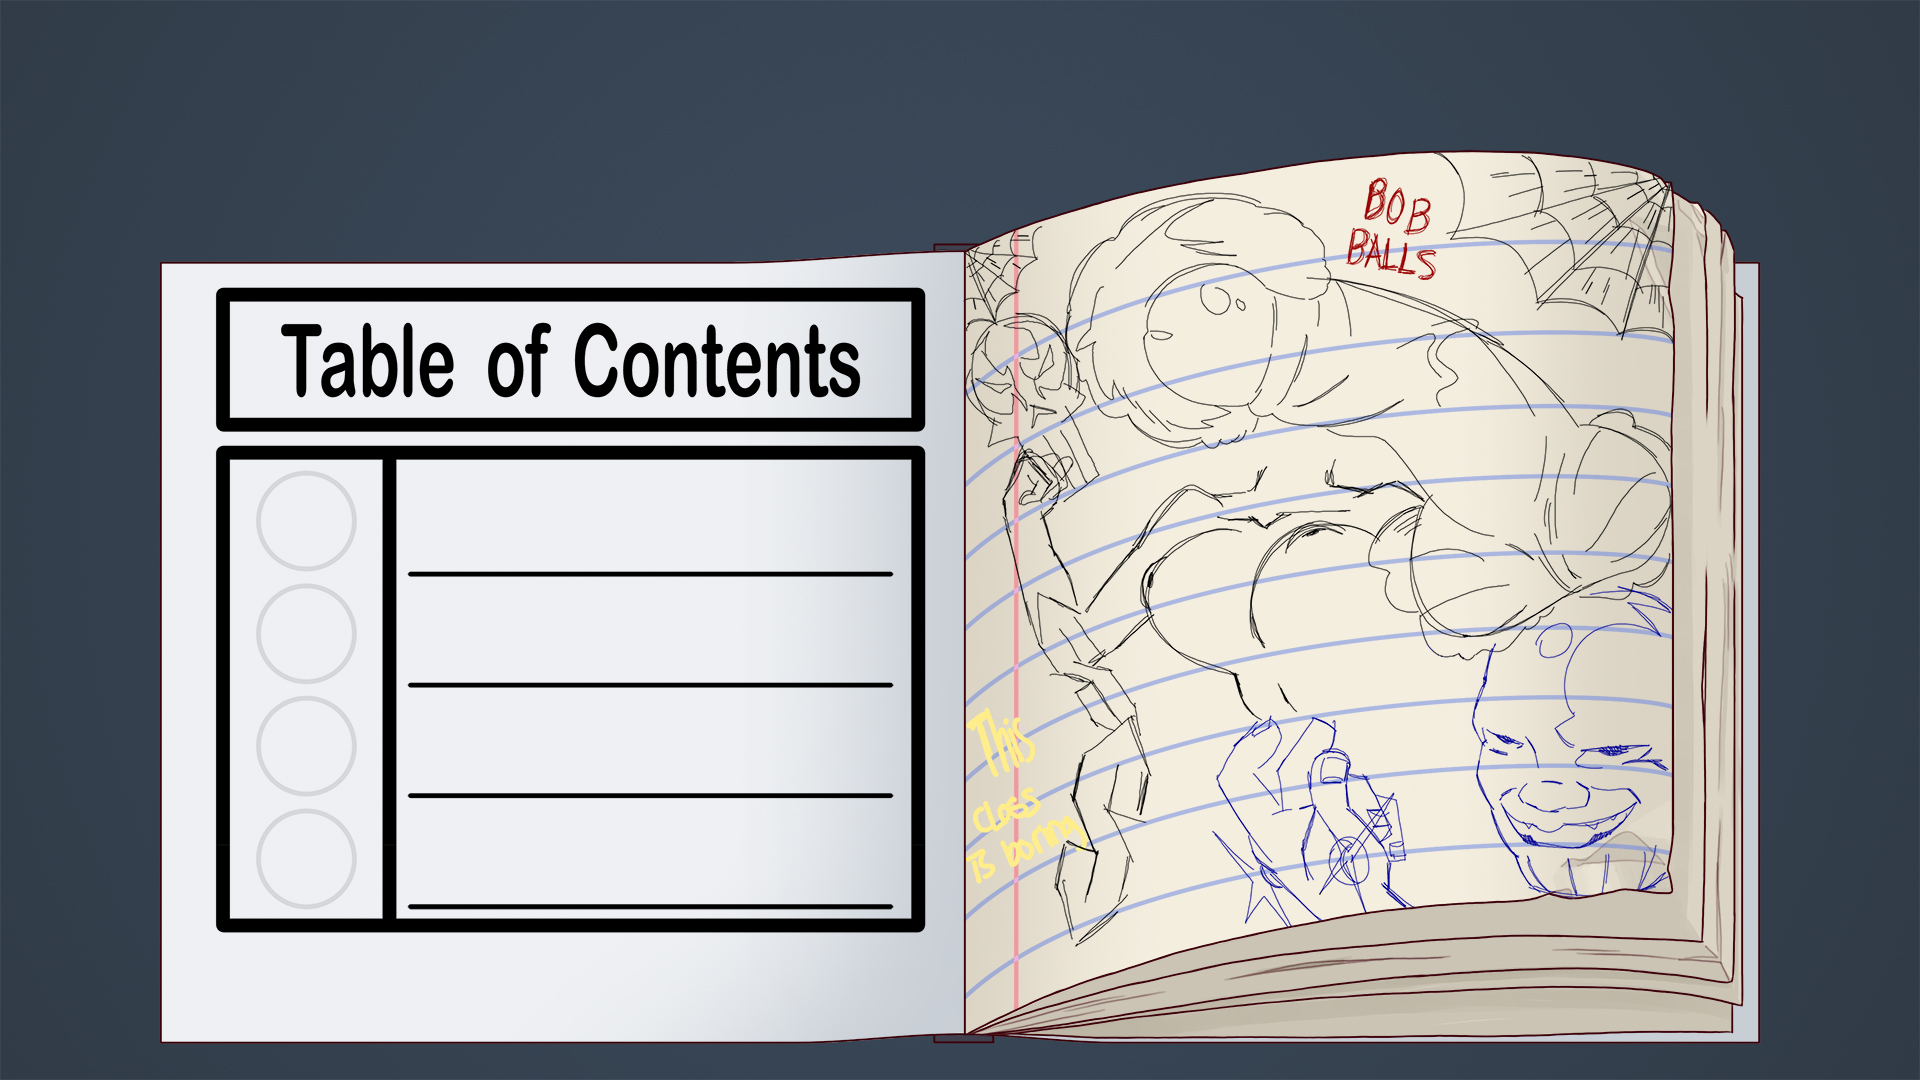 Table of Contents
BOB
BALLS
This
class
is boring